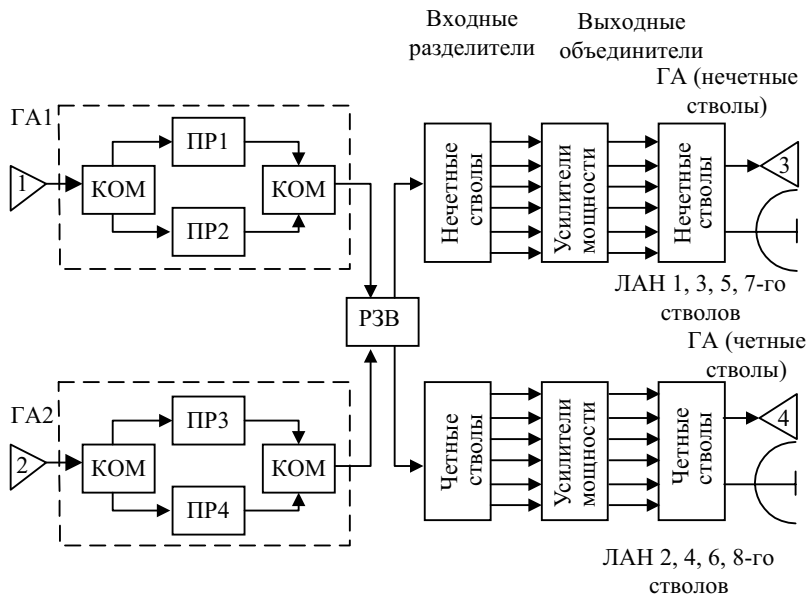 Входные
разделители
Выходные
объединители
ГА (нечетные
стволы)
ГА1
1
КОМ
ПР1
ПР2
КОМ
Нечетные
стволы
Усилители
мощности
Нечетные
стволы
3
ЛАН 1, 3, 5, 7-го
стволов
РЗВ
ГА (четные
стволы)
ГА2
2
КОМ
ПР3
ПР4
КОМ
Четные
стволы
Усилители
мощности
Четные
стволы
4
ЛАН 2, 4, 6, 8-го
стволов